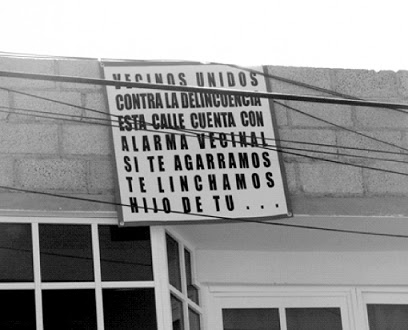 VECINOS UNIDOS
CONTRA LA DELINCUENCIA
ESTA CALLE CUENTA CON
ALARMA VECINAL
SI TE AGARRAMOS
TE LINCHAMOS
HIJO DE TU . . .